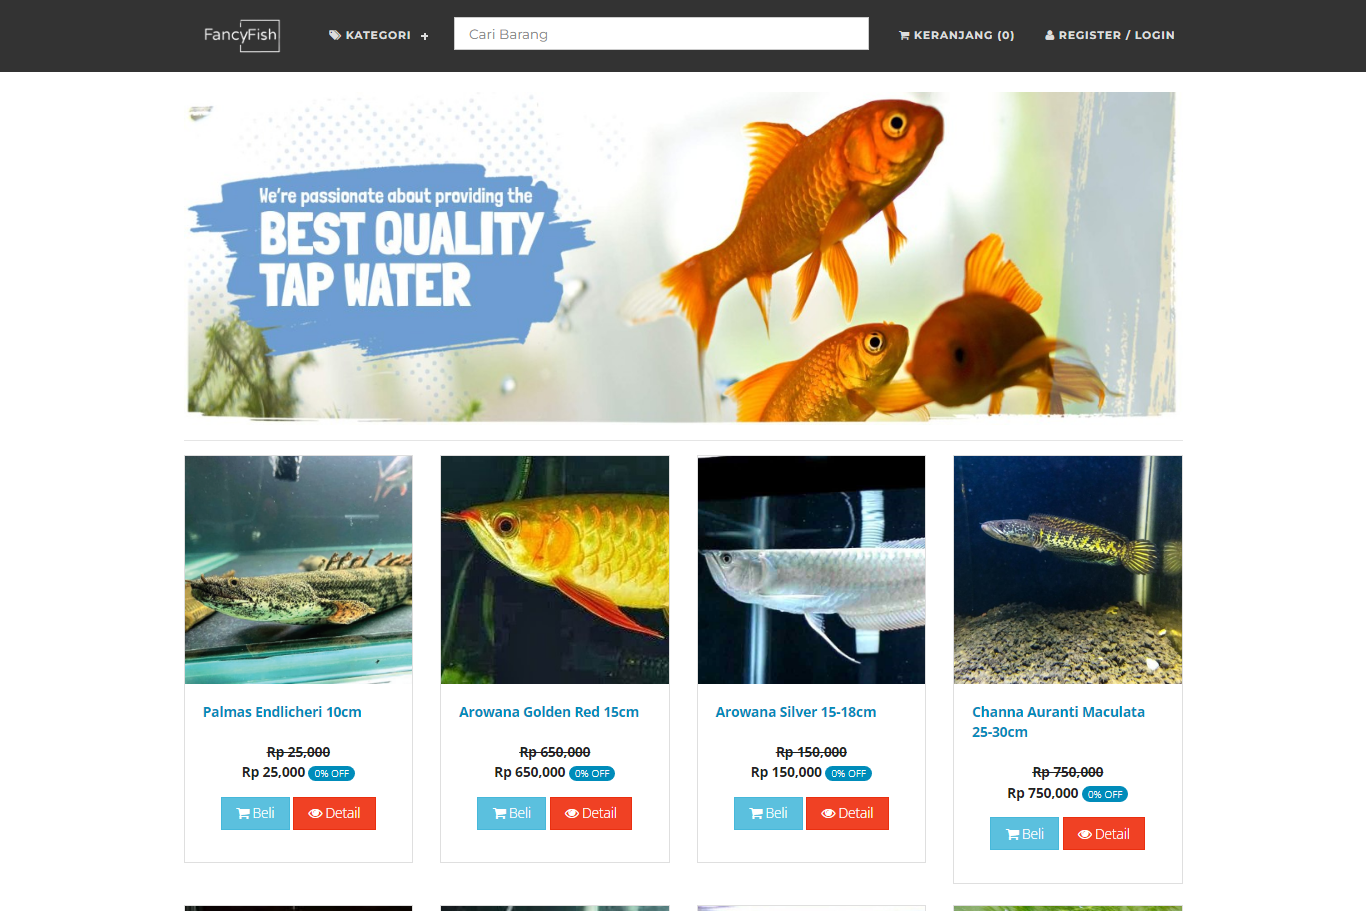 FancyFish
KATEGORI +
Cari Barang
KERANJANG (0)
REGISTER / LOGIN
We're passionate about providing the
BEST QUALITY
TAP WATER
Palmas Endlicheri 10cm
Rp 25,000
Rp 25,000 0% OFF
Beli Detail
Arowana Golden Red 15cm
Rp 650,000
Rp 650,000 0% OFF
Beli Detail
Arowana Silver 15-18cm
Rp 150,000
Rp 150,000 0% OFF
Beli Detail
Channa Auranti Maculata
25-30cm
Rp 750,000
Rp 750,000 0% OFF
Beli Detail